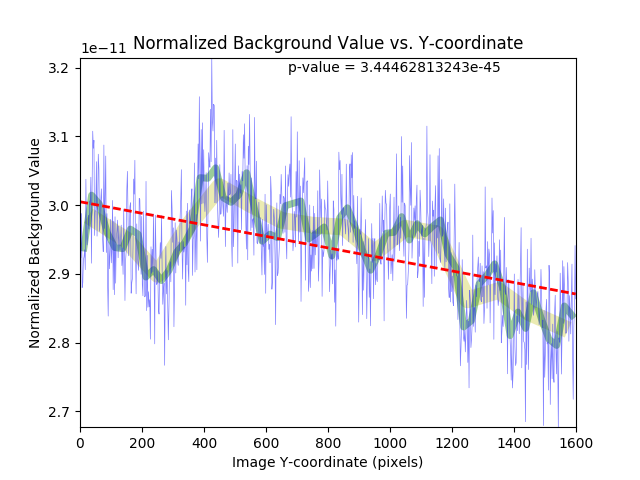 Normalized Background Value vs. Y-coordinate
1e−11
p-value = 3.44462813243e-45
3.2
3.1
3.0
2.9
2.8
2.7
Normalized Background Value
0 200 400 600 800 1000 1200 1400 1600
Image Y-coordinate (pixels)